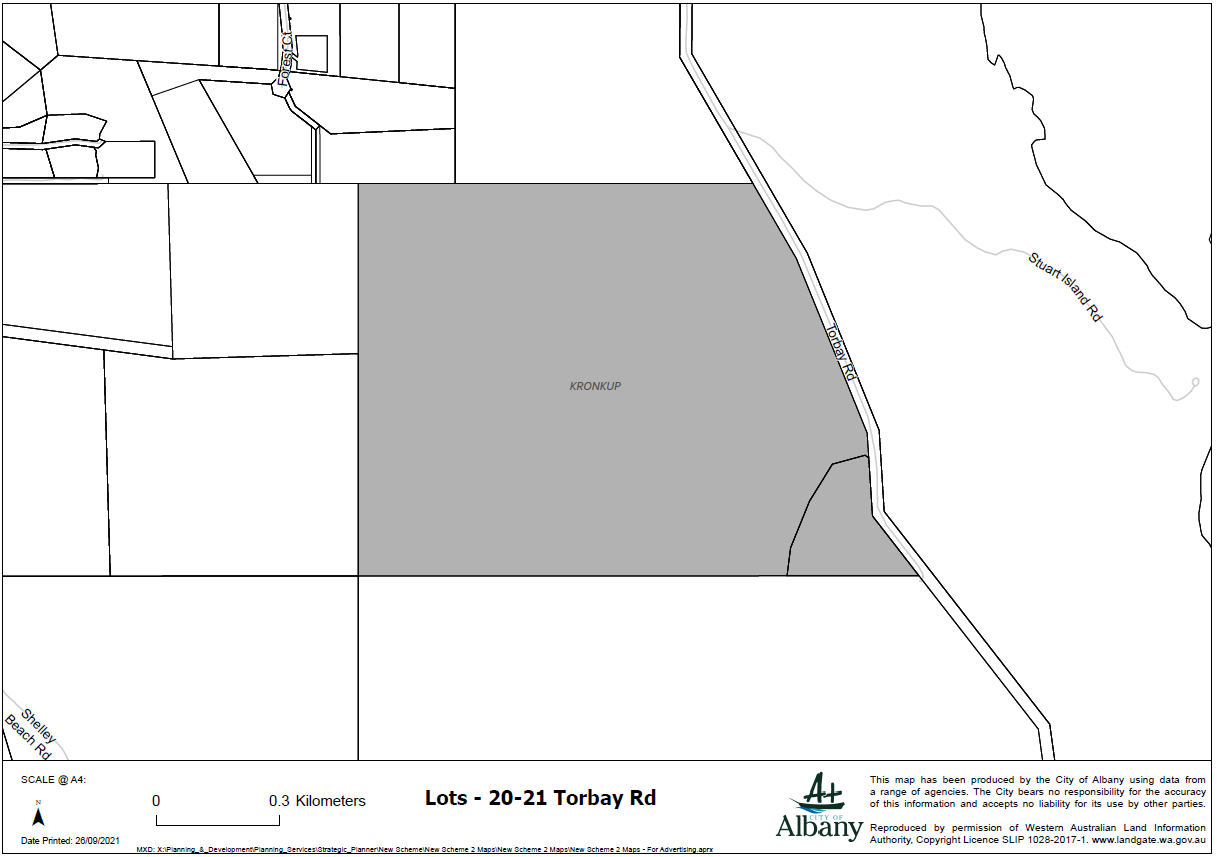 Forest Ct
Stuart Island Rd
Torbay Rd
KRONKUP
Shelley
Beach Rd
SCALE @ A4:
N
Date Printed: 26/09/2021
0 0.3 Kilometers
MXD: X:\Planning_&_Development\Planning_Services\Strategic_Planner\New Scheme\New Scheme 2 Maps\New Scheme 2 Maps\New Scheme 2 Maps - For Advertising.aprx
Lots - 20-21 Torbay Rd
A+
CITY OF
Albany
This map has been produced by the City of Albany using data from
a range of agencies. The City bears no responsibility for the accuracy
of this information and accepts no liability for its use by other parties.
Reproduced by permission of Western Australian Land Information
Authority, Copyright Licence SLIP 1028-2017-1. www.landgate.wa.gov.au